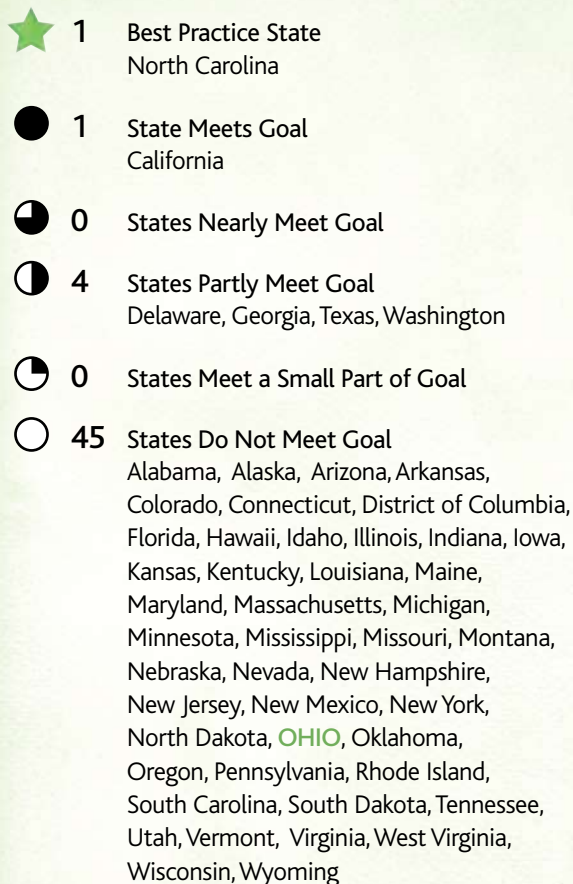 1 Best Practice State
North Carolina
1 State Meets Goal
California
0 States Nearly Meet Goal
4 States Partly Meet Goal
Delaware, Georgia, Texas, Washington
0 States Meet a Small Part of Goal
45 States Do Not Meet Goal
Alabama, Alaska, Arizona, Arkansas,
Colorado, Connecticut, District of Columbia,
Florida, Hawaii, Idaho, Illinois, Indiana, Iowa,
Kansas, Kentucky, Louisiana, Maine,
Maryland, Massachusetts, Michigan,
Minnesota, Mississippi, Missouri, Montana,
Nebraska, Nevada, New Hampshire,
New Jersey, New Mexico, New York,
North Dakota, OHIO, Oklahoma,
Oregon, Pennsylvania, Rhode Island,
South Carolina, South Dakota, Tennessee,
Utah, Vermont, Virginia, West Virginia,
Wisconsin, Wyoming